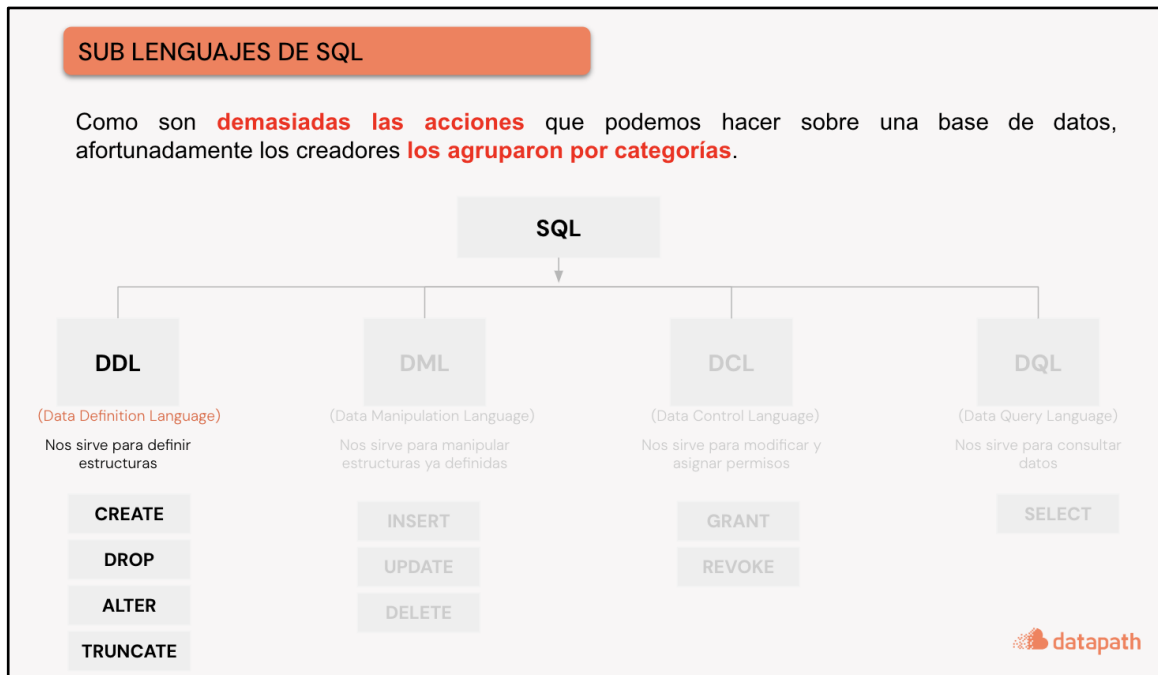 SUB LENGUAJES DE SQL
Como son demasiadas las acciones que podemos hacer sobre una base de datos,
afortunadamente los creadores los agruparon por categorías.
SQL
DDL
(Data Definition Language)
Nos sirve para definir
estructuras
CREATE
DROP
ALTER
TRUNCATE
DML
(Data Manipulation Language)
Nos sirve para manipular
estructuras ya definidas
INSERT
UPDATE
DELETE
DCL
(Data Control Language)
Nos sirve para modificar y
asignar permisos
GRANT
REVOKE
DQL
(Data Query Language)
Nos sirve para consultar
datos
SELECT
datapath